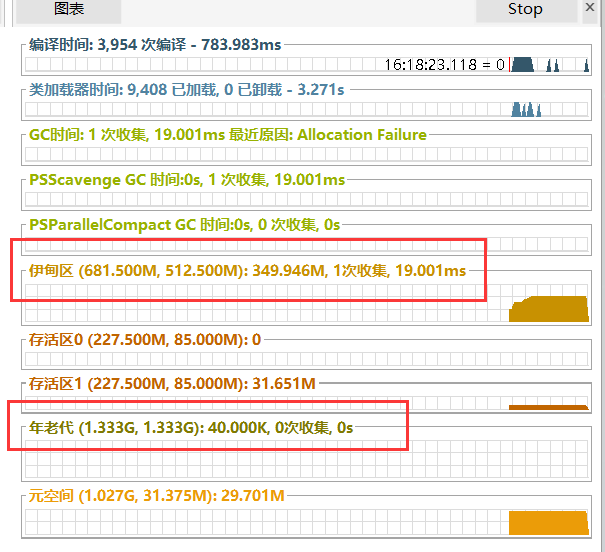 图表
Stop
X
编译时间: 3,954 次编译 - 783.983ms
16:18:23.118 = 0
类加载器时间: 9,408 已加载, 0 已卸载 - 3.271s
GC时间: 1 次收集, 19.001ms 最近原因: Allocation Failure
PSScavenge GC 时间:0s, 1 次收集, 19.001ms
PSParallelCompact GC 时间:0s, 0 次收集, 0s
伊甸区 (681.500M, 512.500M): 349.946M, 1次收集, 19.001ms
存活区0 (227.500M, 85.000M): 0
存活区1 (227.500M, 85.000M): 31.651M
年老代 (1.333G, 1.333G): 40.000K, 0次收集, 0s
元空间 (1.027G, 31.375M): 29.701M